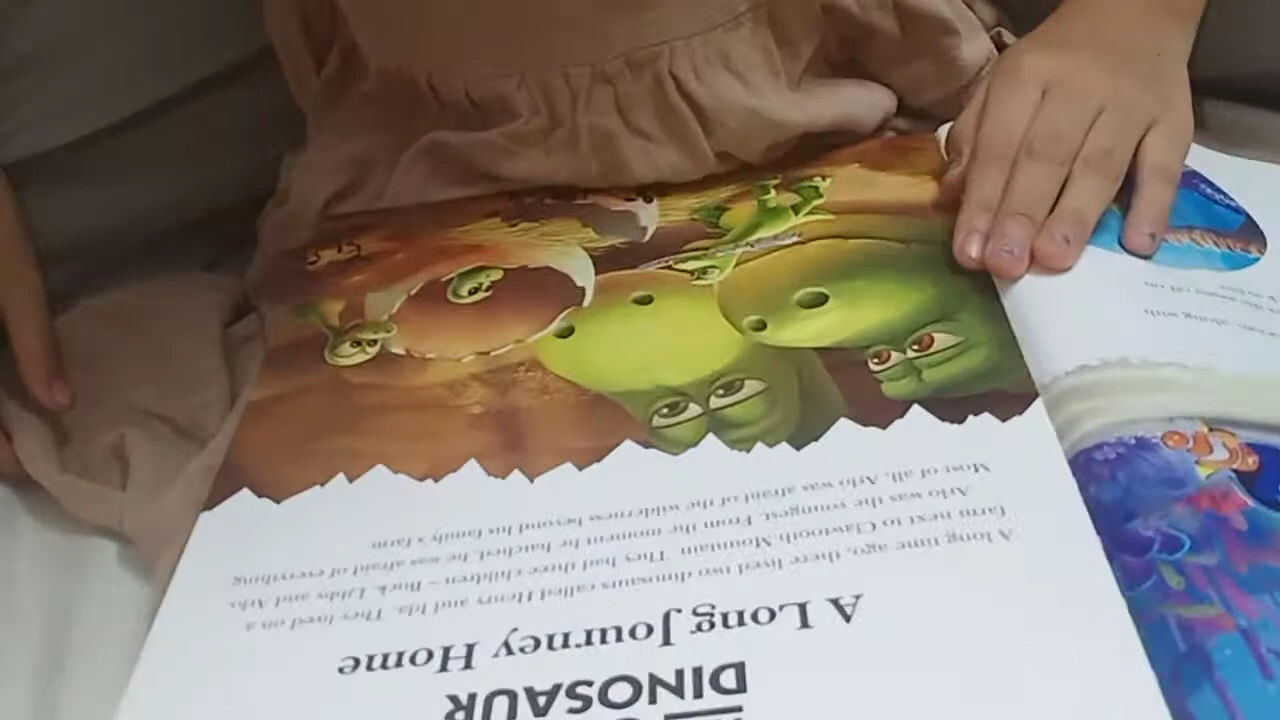 DINOSAUR
A Long Journey Home
A long time ago, there lived two dinosaurs called Henry and Ida. They lived on a
farm next to Clawtooth Mountain. They had three children – Buck, Libby and Arlo.
Arlo was the youngest. From the moment he hatched, he was afraid of everything.
Most of all, Arlo was afraid of the wilderness beyond his family's farm.
along with